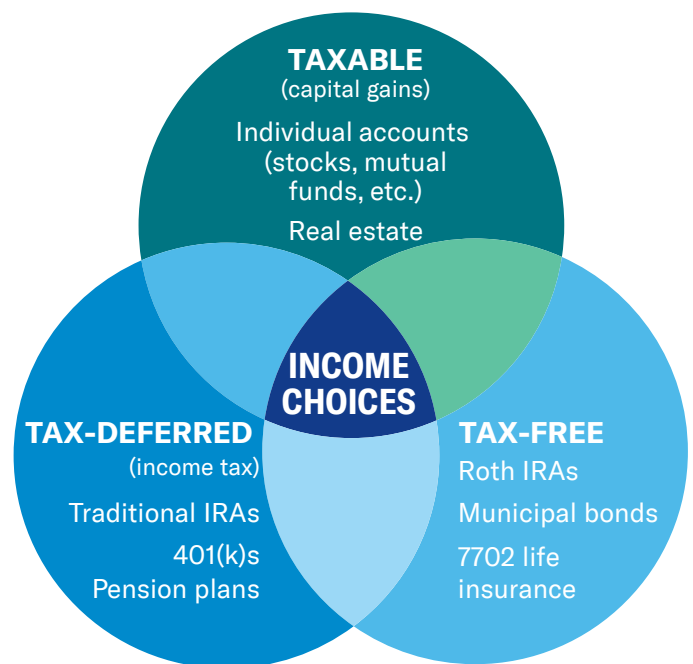 TAXABLE
(capital gains)
Individual accounts
(stocks, mutual
funds, etc.)
Real estate
INCOME
CHOICES
TAX-DEFERRED
(income tax)
Traditional IRAs
401(k)s
Pension plans
TAX-FREE
Roth IRAs
Municipal bonds
7702 life
insurance